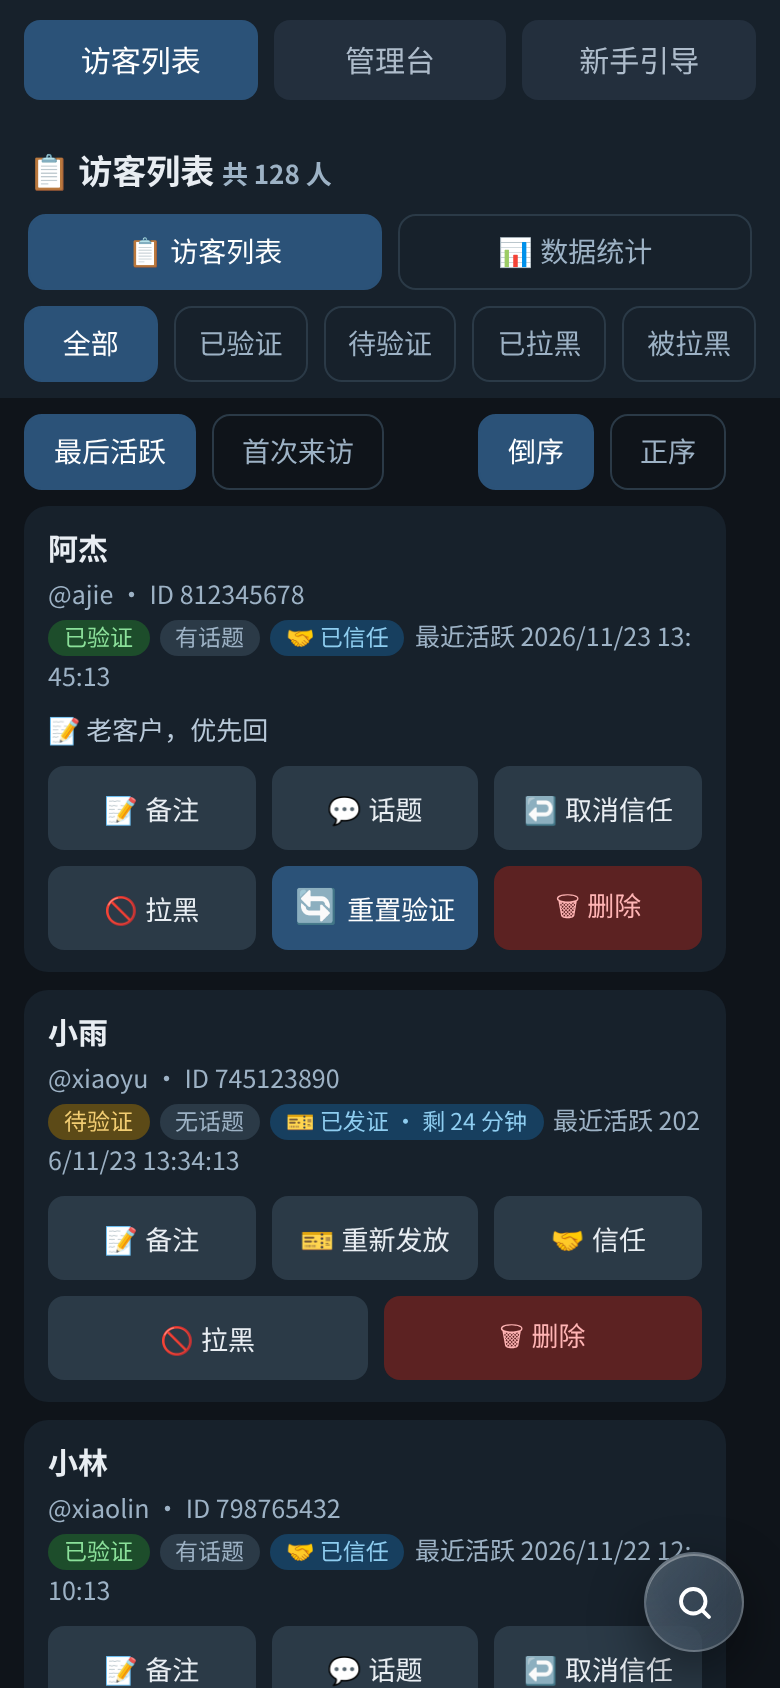 访客列表 管理台 新手引导
📋 访客列表 共 128 人
📋 访客列表 📊 数据统计
全部 已验证 待验证 已拉黑 被拉黑
最后活跃 首次来访 倒序 正序
阿杰
@ajie · ID 812345678
已验证 有话题 🤝 已信任 最近活跃 2026/11/23 13:
45:13
📝 老客户，优先回
📝 备注 💬 话题 ↩️ 取消信任
🚫 拉黑 🔄 重置验证 🗑 删除
小雨
@xiaoyu · ID 745123890
待验证 无话题 🎫 已发证 · 剩 24 分钟 最近活跃 202
6/11/23 13:34:13
📝 备注 🎫 重新发放 🤝 信任
🚫 拉黑 🗑 删除
小林
@xiaolin · ID 798765432
已验证 有话题 🤝 已信任 最近活跃 2026/11/22 12:
10:13
📝 备注 💬 话题 ↩️ 取消信任